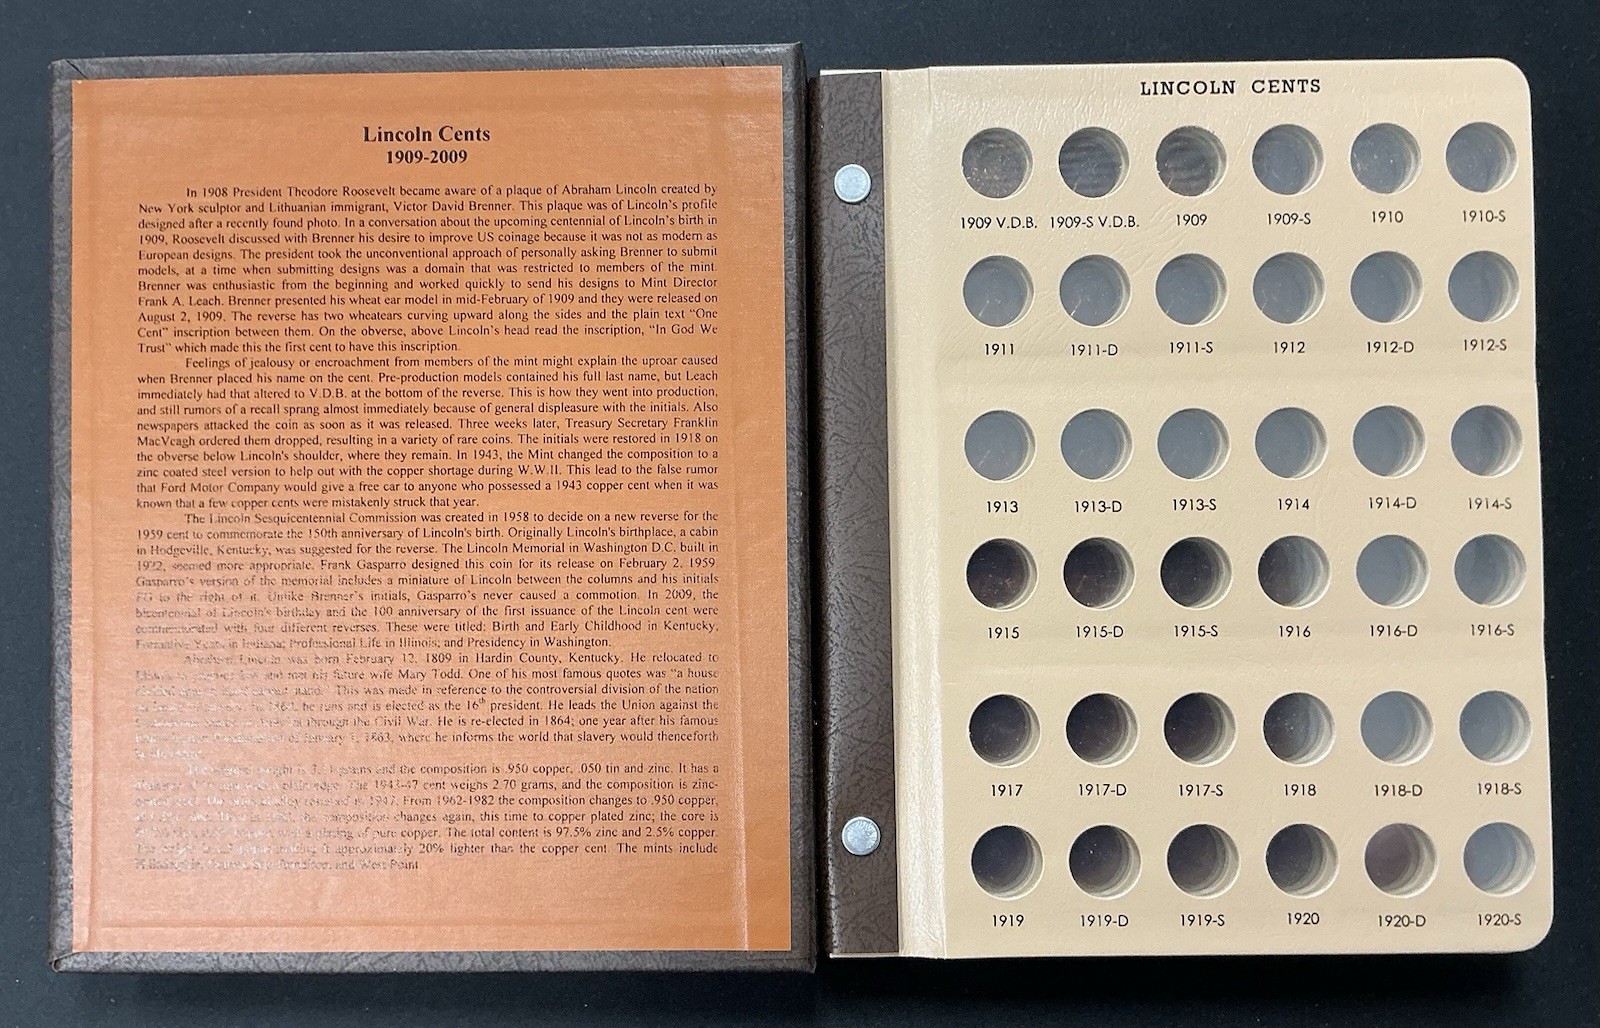 Lincoln Cents
1909-2009
In 1908 President Theodore Roosevelt became aware of a plaque of Abraham Lincoln created by
New York sculptor and Lithuanian immigrant, Victor David Brenner. This plaque was of Lincoln's profile
designed after a recently found photo. In a conversation about the upcoming centennial of Lincoln's birth in
1909, Roosevelt discussed with Brenner his desire to improve US coinage because it was not as modern as
European designs. The president took the unconventional approach of personally asking Brenner to submit
models, at a time when submitting designs was a domain that was restricted to members of the mint.
Brenner was enthusiastic from the beginning and worked quickly to send his designs to Mint Director
Frank A. Leach. Brenner presented his wheat ear model in mid-February of 1909 and they were released on
August 2, 1909. The reverse has two wheatears curving upward along the sides and the plain text "One
Cent" inscription between them. On the obverse, above Lincoln's head read the inscription, "In God We
Trust" which made this the first cent to have this inscription.
Feelings of jealousy or encroachment from members of the mint might explain the uproar caused
when Brenner placed his name on the cent. Pre-production models contained his full last name, but Leach
immediately had that altered to V.D.B. at the bottom of the reverse. This is how they went into production,
and still rumors of a recall sprang almost immediately because of general displeasure with the initials. Also
newspapers attacked the coin as soon as it was released. Three weeks later, Treasury Secretary Franklin
MacVeagh ordered them dropped, resulting in a variety of rare coins. The initials were restored in 1918 on
the obverse below Lincoln's shoulder, where they remain. In 1943, the Mint changed the composition to a
zinc coated steel version to help out with the copper shortage during W.W.II. This lead to the false rumor
that Ford Motor Company would give a free car to anyone who possessed a 1943 copper cent when it was
known that a few copper cents were mistakenly struck that year.
The Lincoln Sesquicentennial Commission was created in 1958 to decide on a new reverse for the
1959 cent to commemorate the 150th anniversary of Lincoln's birth. Originally Lincoln's birthplace, a cabin
in Hodgeville, Kentucky, was suggested for the reverse. The Lincoln Memorial in Washington D.C. built in
1922, seemed more appropriate. Frank Gasparro designed this coin for its release on February 2, 1959.
Gasparro's version of the memorial includes a miniature of Lincoln between the columns and his initials
FG to the right of it. Unlike Brenner's initials, Gasparro's never caused a commotion. In 2009, the
bicentennial of Lincoln's birthday and the 100 anniversary of the first issuance of the Lincoln cent were
commemorated with four different reverses. These were titled: Birth and Early Childhood in Kentucky;
Formative Years in Indiana; Professional Life in Illinois; and Presidency in Washington.
Abraham Lincoln was born February 12, 1809 in Hardin County, Kentucky. He relocated to
and met his future wife Mary Todd. One of his most famous quotes was "a house
This was made in reference to the controversial division of the nation
he runs and is elected as the 16th president. He leads the Union against the
through the Civil War. He is re-elected in 1864; one year after his famous
of January 1, 1863, where he informs the world that slavery would thenceforth
grams and the composition is .950 copper, .050 tin and zinc. It has a
plain edge. The 1943-47 cent weighs 2.70 grams, and the composition is zinc-
1947. From 1962-1982 the composition changes to .950 copper,
the composition changes again, this time to copper plated zinc; the core is
plating of pure copper. The total content is 97.5% zinc and 2.5% copper.
approximately 20% lighter than the copper cent. The mints include
and West Point.
LINCOLN CENTS
1909 V.D.B. 1909-S V.D.B. 1909 1909-S 1910 1910-S
1911 1911-D 1911-S 1912 1912-D 1912-S
1913 1913-D 1913-S 1914 1914-D 1914-S
1915 1915-D 1915-S 1916 1916-D 1916-S
1917 1917-D 1917-S 1918 1918-D 1918-S
1919 1919-D 1919-S 1920 1920-D 1920-S